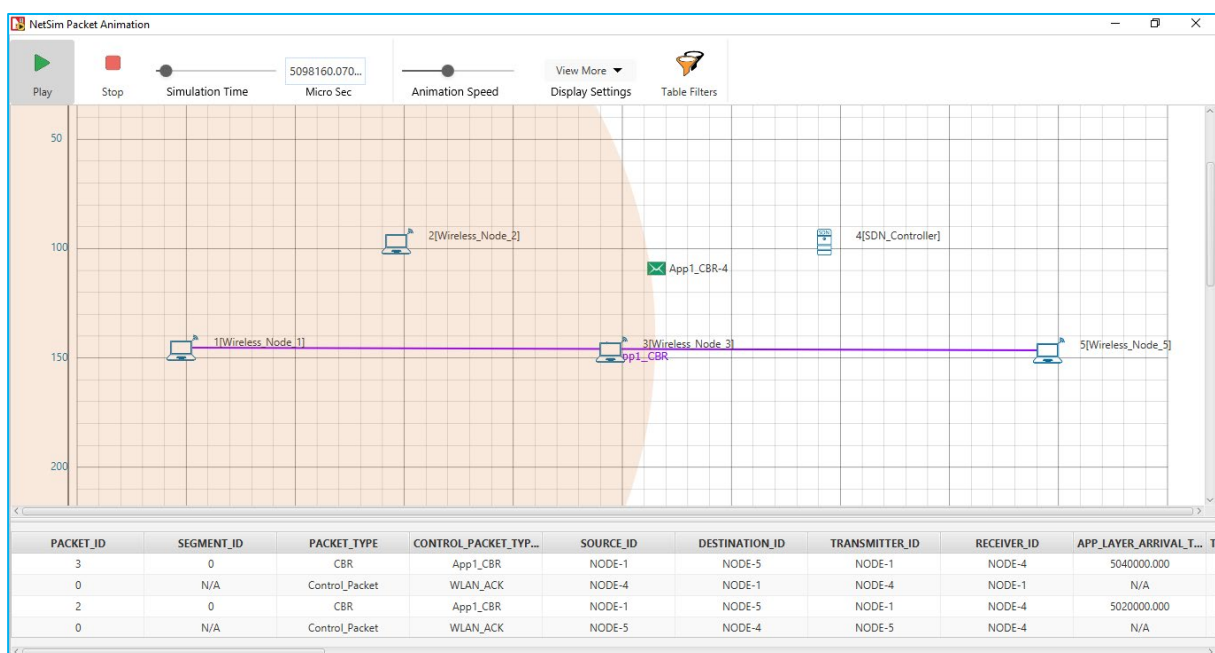 NetSim Packet Animation
Play
Stop
Simulation Time
5098160.070...
Micro Sec
Animation Speed
View More
Display Settings
Table Filters
50
2[Wireless_Node_2]
SDN
4[SDN_Controller]
100
App1_CBR-4
1[Wireless_Node_1]
3[Wireless_Node_3]
5[Wireless_Node_5]
150
pp1_CBR
200
PACKET_ID SEGMENT_ID PACKET_TYPE CONTROL_PACKET_TYP... SOURCE_ID DESTINATION_ID TRANSMITTER_ID RECEIVER_ID APP_LAYER_ARRIVAL_T... T
3 0 CBR App1_CBR NODE-1 NODE-5 NODE-1 NODE-4 5040000.000
0 N/A Control_Packet WLAN_ACK NODE-4 NODE-1 NODE-4 NODE-1 N/A
2 0 CBR App1_CBR NODE-1 NODE-5 NODE-1 NODE-4 5020000.000
0 N/A Control_Packet WLAN_ACK NODE-5 NODE-4 NODE-5 NODE-4 N/A